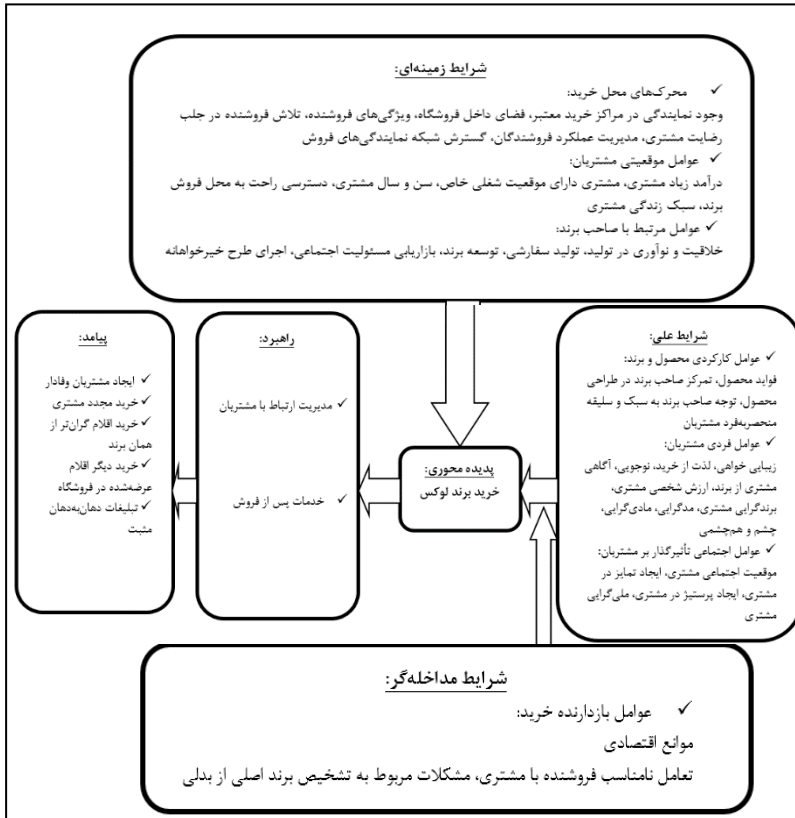 شرایط زمینه‌ای:
✓ محرک‌های محل خرید:
وجود نمایندگی در مراکز خرید معتبر، فضای داخل فروشگاه، ویژگی‌های فروشنده، تلاش فروشنده در جلب
رضایت مشتری، مدیریت عملکرد فروشندگان، گسترش شبکه نمایندگی‌های فروش
✓ عوامل موقعیتی مشتریان:
درآمد زیاد مشتری، مشتری دارای موقعیت شغلی خاص، سن و سال مشتری، دسترسی راحت به محل فروش
برند، سبک زندگی مشتری
✓ عوامل مرتبط با صاحب برند:
خلاقیت و نوآوری در تولید، تولید سفارشی، توسعه برند، بازاریابی مسئولیت اجتماعی، اجرای طرح خیرخواهانه
شرایط علی:
✓ عوامل کارکردی محصول و برند:
فواید محصول، تمرکز صاحب برند در طراحی
محصول، توجه صاحب برند به سبک و سلیقه
منحصربه‌فرد مشتریان
✓ عوامل فردی مشتریان:
زیبایی خواهی، لذت از خرید، نوجویی، آگاهی
مشتری از برند، ارزش شخصی مشتری،
برندگرایی مشتری، مدگرایی، مادی‌گرایی،
چشم و هم‌چشمی
✓ عوامل اجتماعی تأثیرگذار بر مشتریان:
موقعیت اجتماعی مشتری، ایجاد تمایز در
مشتری، ایجاد پرستیژ در مشتری، ملی‌گرایی
مشتری
پدیده محوری:
خرید برند لوکس
راهبرد:
✓ مدیریت ارتباط با مشتریان
✓ خدمات پس از فروش
پیامد:
✓ ایجاد مشتریان وفادار
✓ خرید مجدد مشتری
✓ خرید اقلام گران‌تر از
همان برند
✓ خرید دیگر اقلام
عرضه‌شده در فروشگاه
✓ تبلیغات دهان‌به‌دهان
مثبت
شرایط مداخله‌گر:
✓ عوامل بازدارنده خرید:
موانع اقتصادی
تعامل نامناسب فروشنده با مشتری، مشکلات مربوط به تشخیص برند اصلی از بدلی